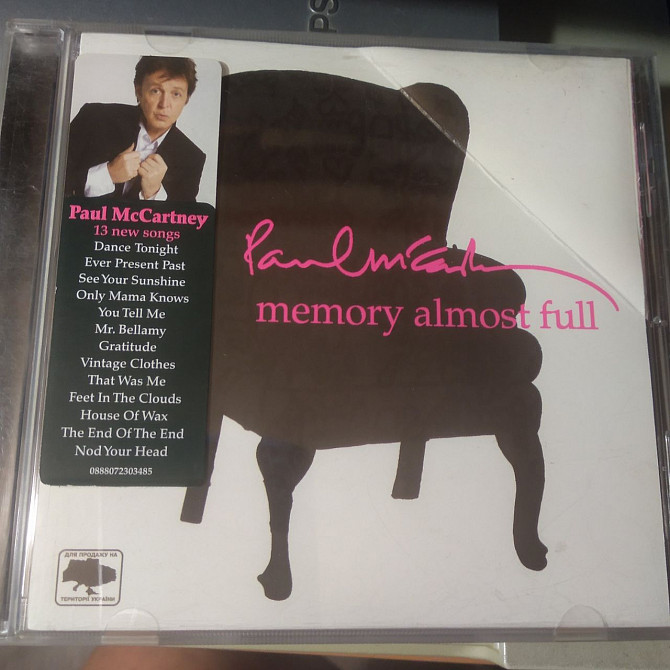 PS
Paul McCartney
13 new songs
Dance Tonight
Ever Present Past
See Your Sunshine
Only Mama Knows
You Tell Me
Mr. Bellamy
Gratitude
Vintage Clothes
That Was Me
Feet In The Clouds
House Of Wax
The End Of The End
Nod Your Head
0888072303485
Paul McCartney
memory almost full
ДЛЯ ПРОДАЖУ НА
ТЕРИТОРІЇ УКРАЇНИ